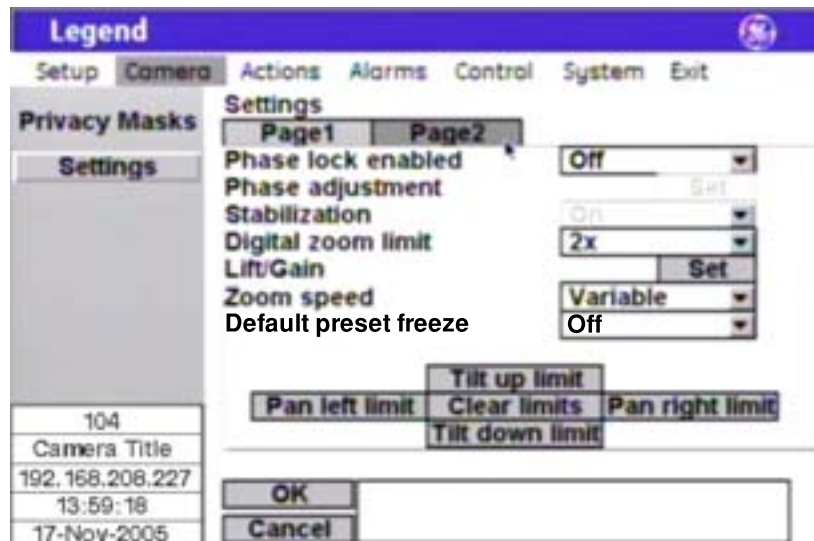 Legend
Setup Camera Actions Alarms Control System Exit
Privacy Masks
Settings
Settings
Page1 Page2
Phase lock enabled Off
Phase adjustment Set
Stabilization On
Digital zoom limit 2x
Lift/Gain Set
Zoom speed Variable
Default preset freeze Off
Tilt up limit
Pan left limit Clear limits Pan right limit
Tilt down limit
104
Camera Title
192.168.208.227
13:59:18
17-Nov-2005
OK
Cancel